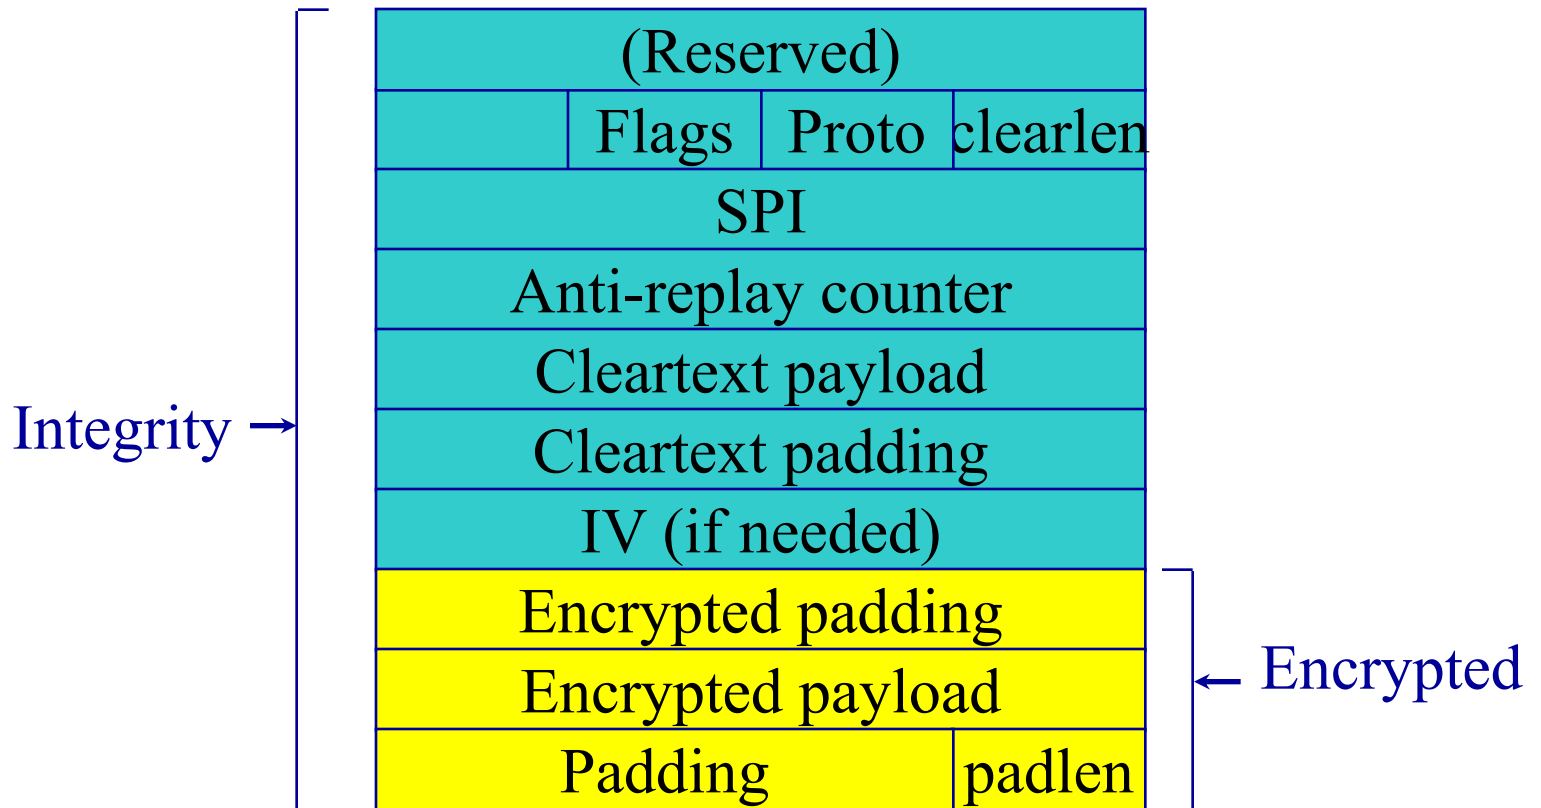 (Reserved)
Flags Proto clearlen
SPI
Anti-replay counter
Cleartext payload
Integrity
Cleartext padding
IV (if needed)
Encrypted padding
Encrypted payload
Encrypted
Padding padlen